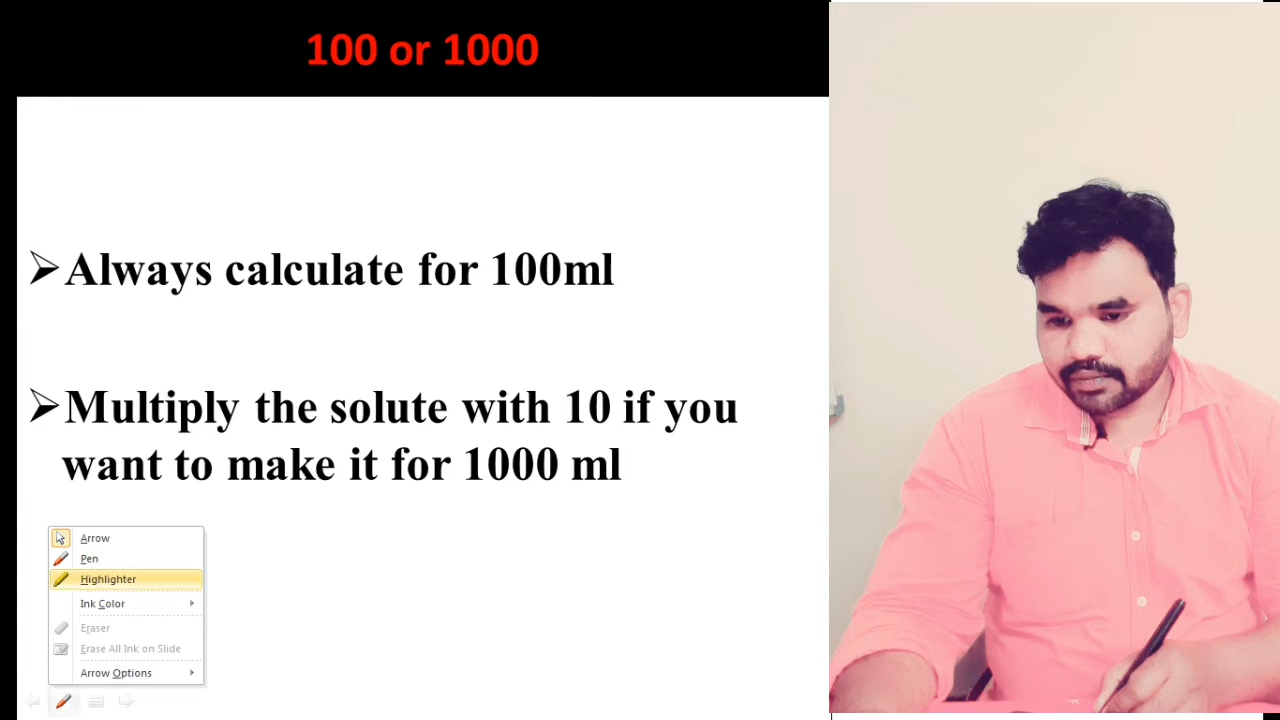 100 or 1000
➢Always calculate for 100ml
➢Multiply the solute with 10 if you
want to make it for 1000 ml
Arrow
Pen
Highlighter
Ink Color
Eraser
Erase All Ink on Slide
Arrow Options